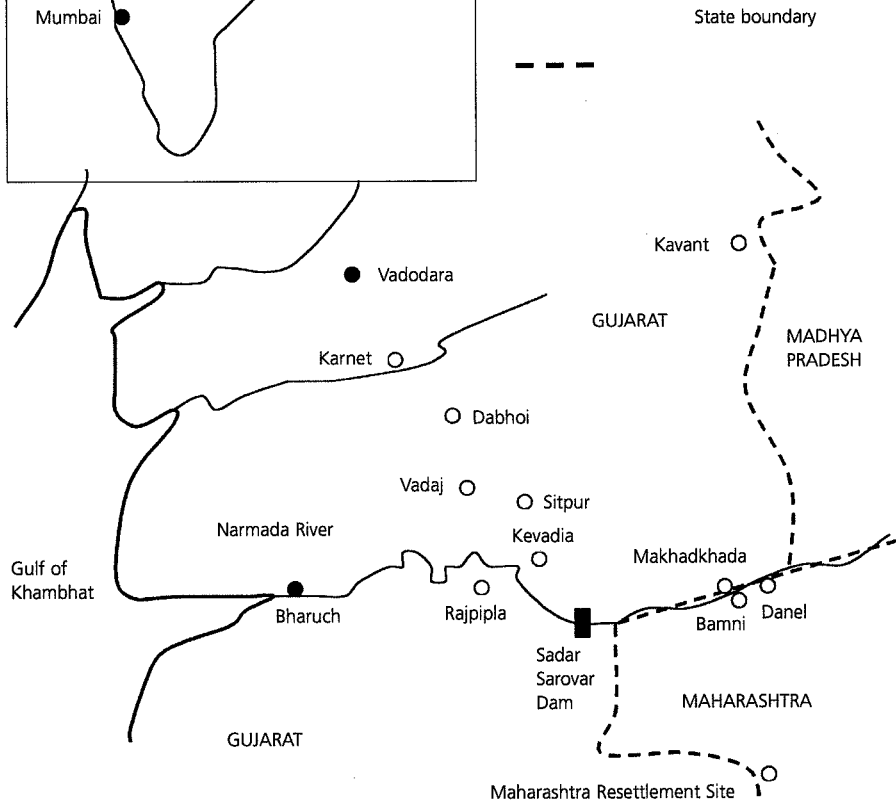 Mumbai
State boundary
Kavant
Vadodara
GUJARAT
MADHYA
PRADESH
Karnet
Dabhoi
Vadaj
Sitpur
Narmada River
Kevadia
Makhadkhada
Gulf of
Khambhat
Bharuch
Rajpipla
Bamni
Danel
Sadar
Sarovar
Dam
MAHARASHTRA
GUJARAT
Maharashtra Resettlement Site